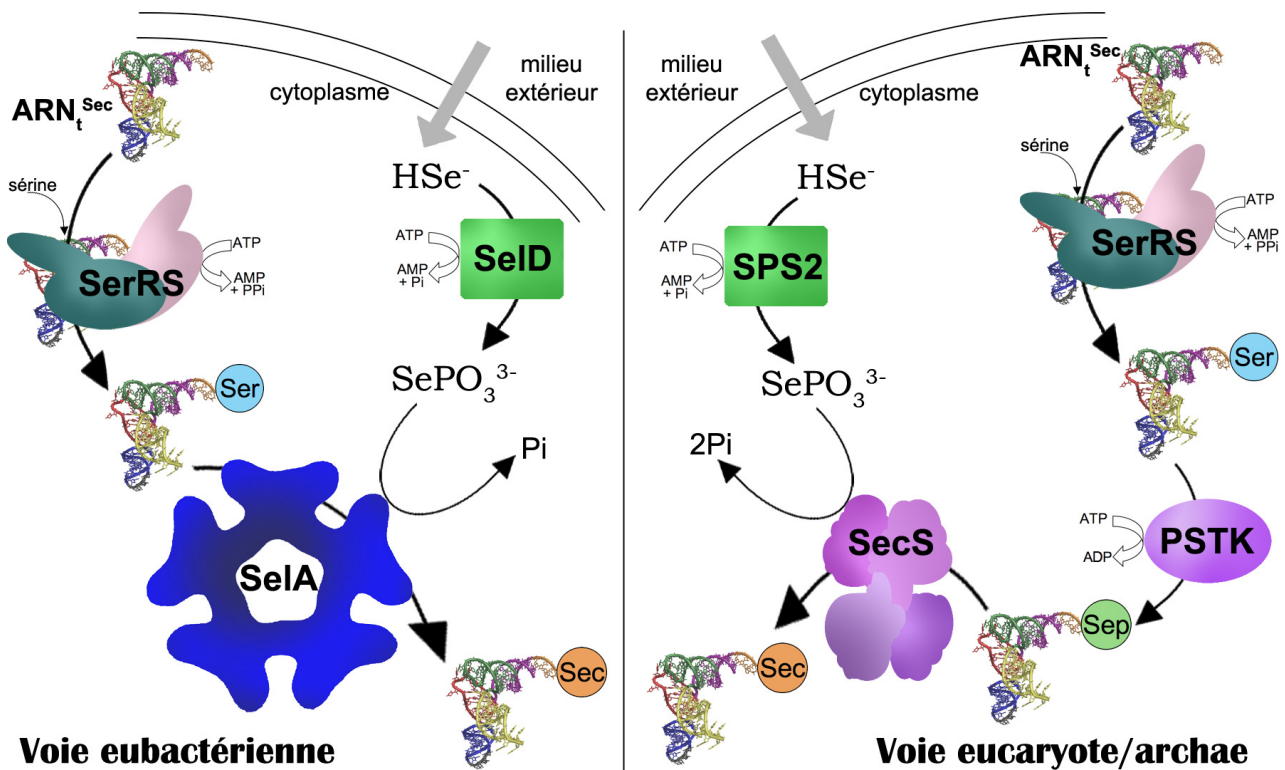 ARNtSec
cytoplasme
milieu
extérieur
sérine
SerRS
ATP
AMP
+ PPi
HSe-
ATP
SelD
AMP
+ Pi
SePO33-
Ser
Pi
SelA
Sec
Voie eubactérienne
milieu
extérieur
cytoplasme
ARNtSec
HSe-
ATP
SPS2
AMP
+ Pi
SePO33-
2Pi
sérine
SerRS
ATP
AMP
+ PPi
Ser
ATP
PSTK
ADP
Sep
SecS
Sec
Voie eucaryote/archae